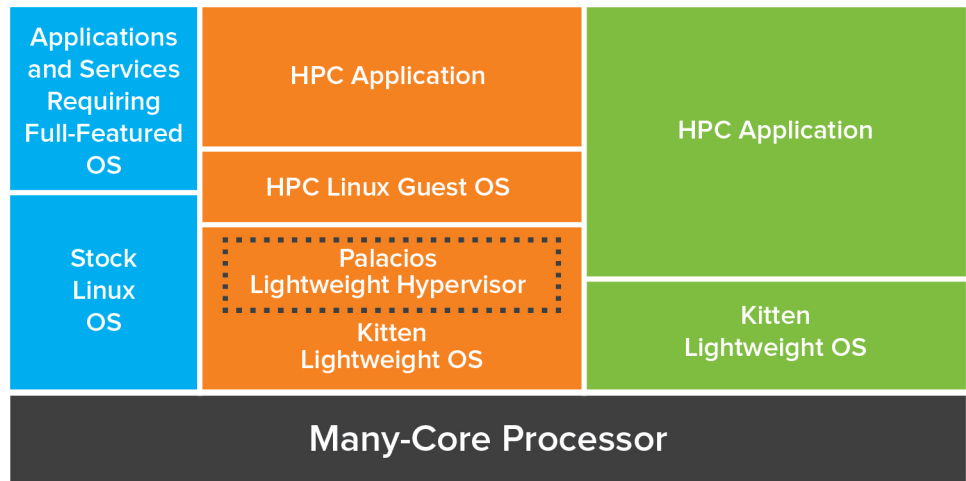 Applications
and Services
Requiring
Full-Featured
OS
Stock
Linux
OS
HPC Application
HPC Linux Guest OS
Palacios
Lightweight Hypervisor
Kitten
Lightweight OS
HPC Application
Kitten
Lightweight OS
Many-Core Processor